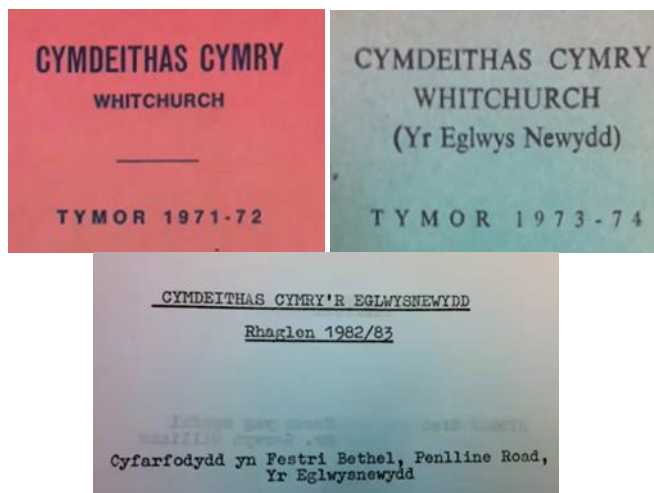 CYMDEITHAS CYMRY
WHITCHURCH
TYMOR 1971-72
CYMDEITHAS CYMRY
WHITCHURCH
(Yr Eglwys Newydd)
TYMOR 1973-74
CYMDEITHAS CYMRY'R EGLWYSNEWYDD
Rhaglen 1982/83
Cyfarfodydd yn Festri Bethel, Penlline Road,
Yr Eglwysnewydd